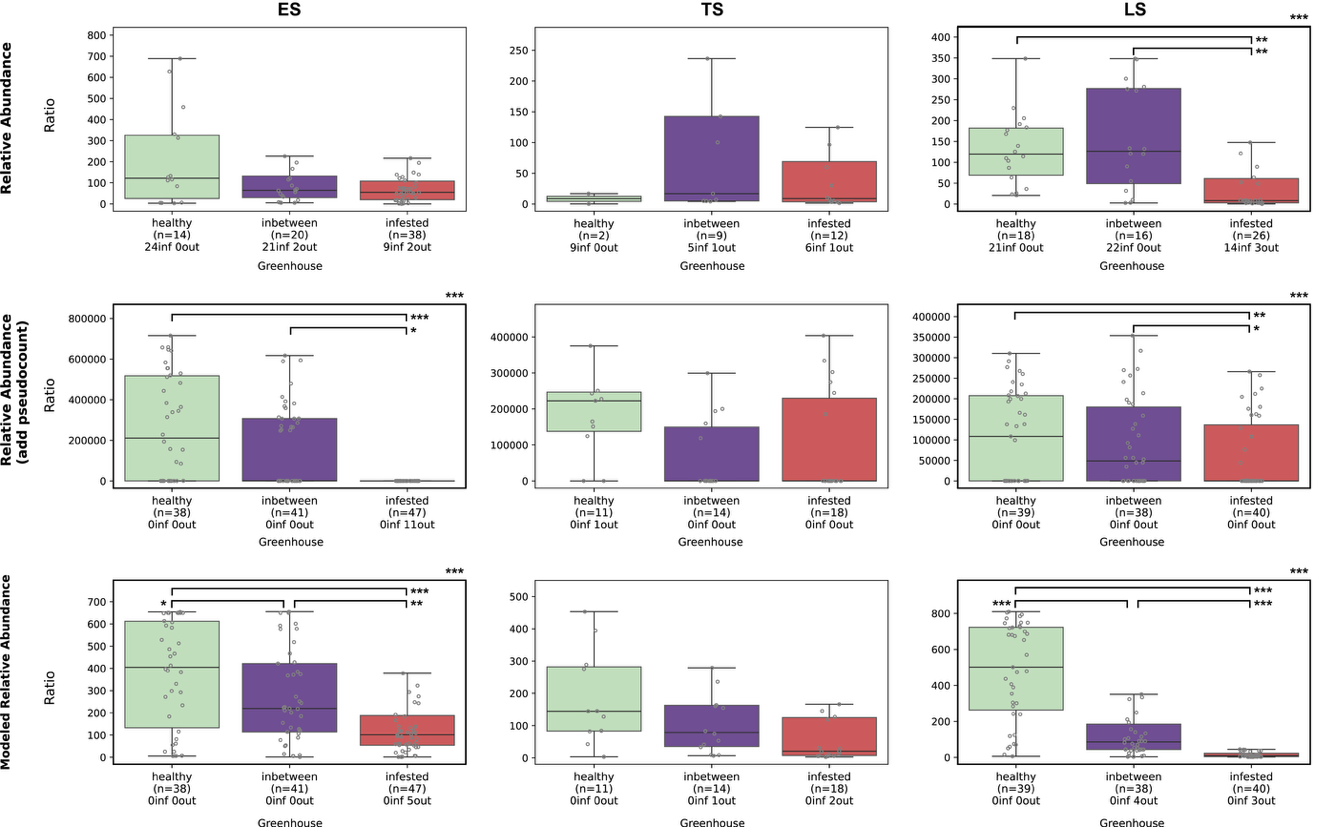 ES
TS
LS
Relative Abundance
Ratio
800
700
600
500
400
300
200
100
0
healthy
(n=14)
24inf 0out
inbetween
(n=20)
21inf 2out
infested
(n=38)
9inf 2out
Greenhouse
250
200
150
100
50
0
healthy
(n=2)
9inf 0out
inbetween
(n=9)
5inf 1out
infested
(n=12)
6inf 1out
Greenhouse
***
**
**
400
350
300
250
200
150
100
50
0
healthy
(n=18)
21inf 0out
inbetween
(n=16)
22inf 0out
infested
(n=26)
14inf 3out
Greenhouse
Relative Abundance
(add pseudocount)
Ratio
***
***
*
800000
600000
400000
200000
0
healthy
(n=38)
0inf 0out
inbetween
(n=41)
0inf 0out
infested
(n=47)
0inf 11out
Greenhouse
400000
300000
200000
100000
0
healthy
(n=11)
0inf 1out
inbetween
(n=14)
0inf 0out
infested
(n=18)
0inf 0out
Greenhouse
***
**
*
400000
350000
300000
250000
200000
150000
100000
50000
0
healthy
(n=39)
0inf 0out
inbetween
(n=38)
0inf 0out
infested
(n=40)
0inf 0out
Greenhouse
Modeled Relative Abundance
Ratio
***
***
*
**
700
600
500
400
300
200
100
0
healthy
(n=38)
0inf 0out
inbetween
(n=41)
0inf 0out
infested
(n=47)
0inf 5out
Greenhouse
500
400
300
200
100
0
healthy
(n=11)
0inf 0out
inbetween
(n=14)
0inf 1out
infested
(n=18)
0inf 2out
Greenhouse
***
***
***
***
800
600
400
200
0
healthy
(n=39)
0inf 0out
inbetween
(n=38)
0inf 4out
infested
(n=40)
0inf 3out
Greenhouse